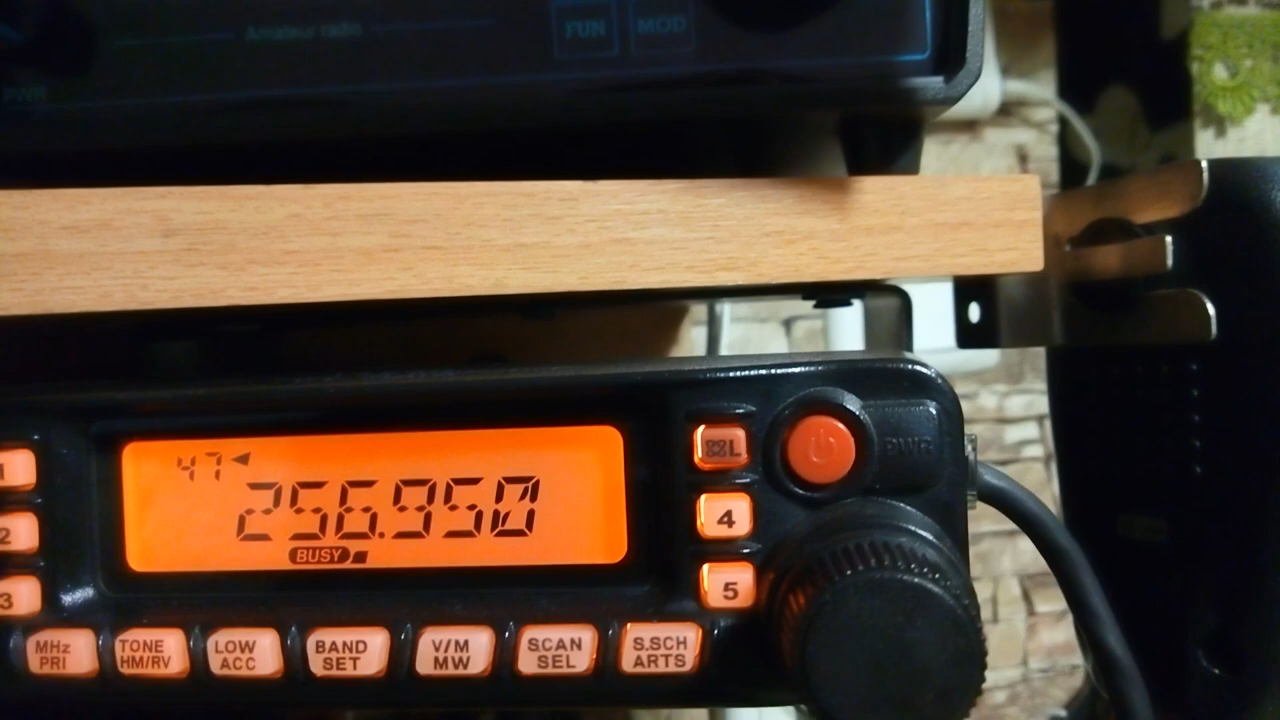 Amateur radio
FUN MOD
PWR
47
256.950
BUSY
L
PWR
1
4
2
5
3
MHz
PRI
TONE
HM/RV
LOW
ACC
BAND
SET
V/M
MW
SCAN
SEL
S.SCH
ARTS